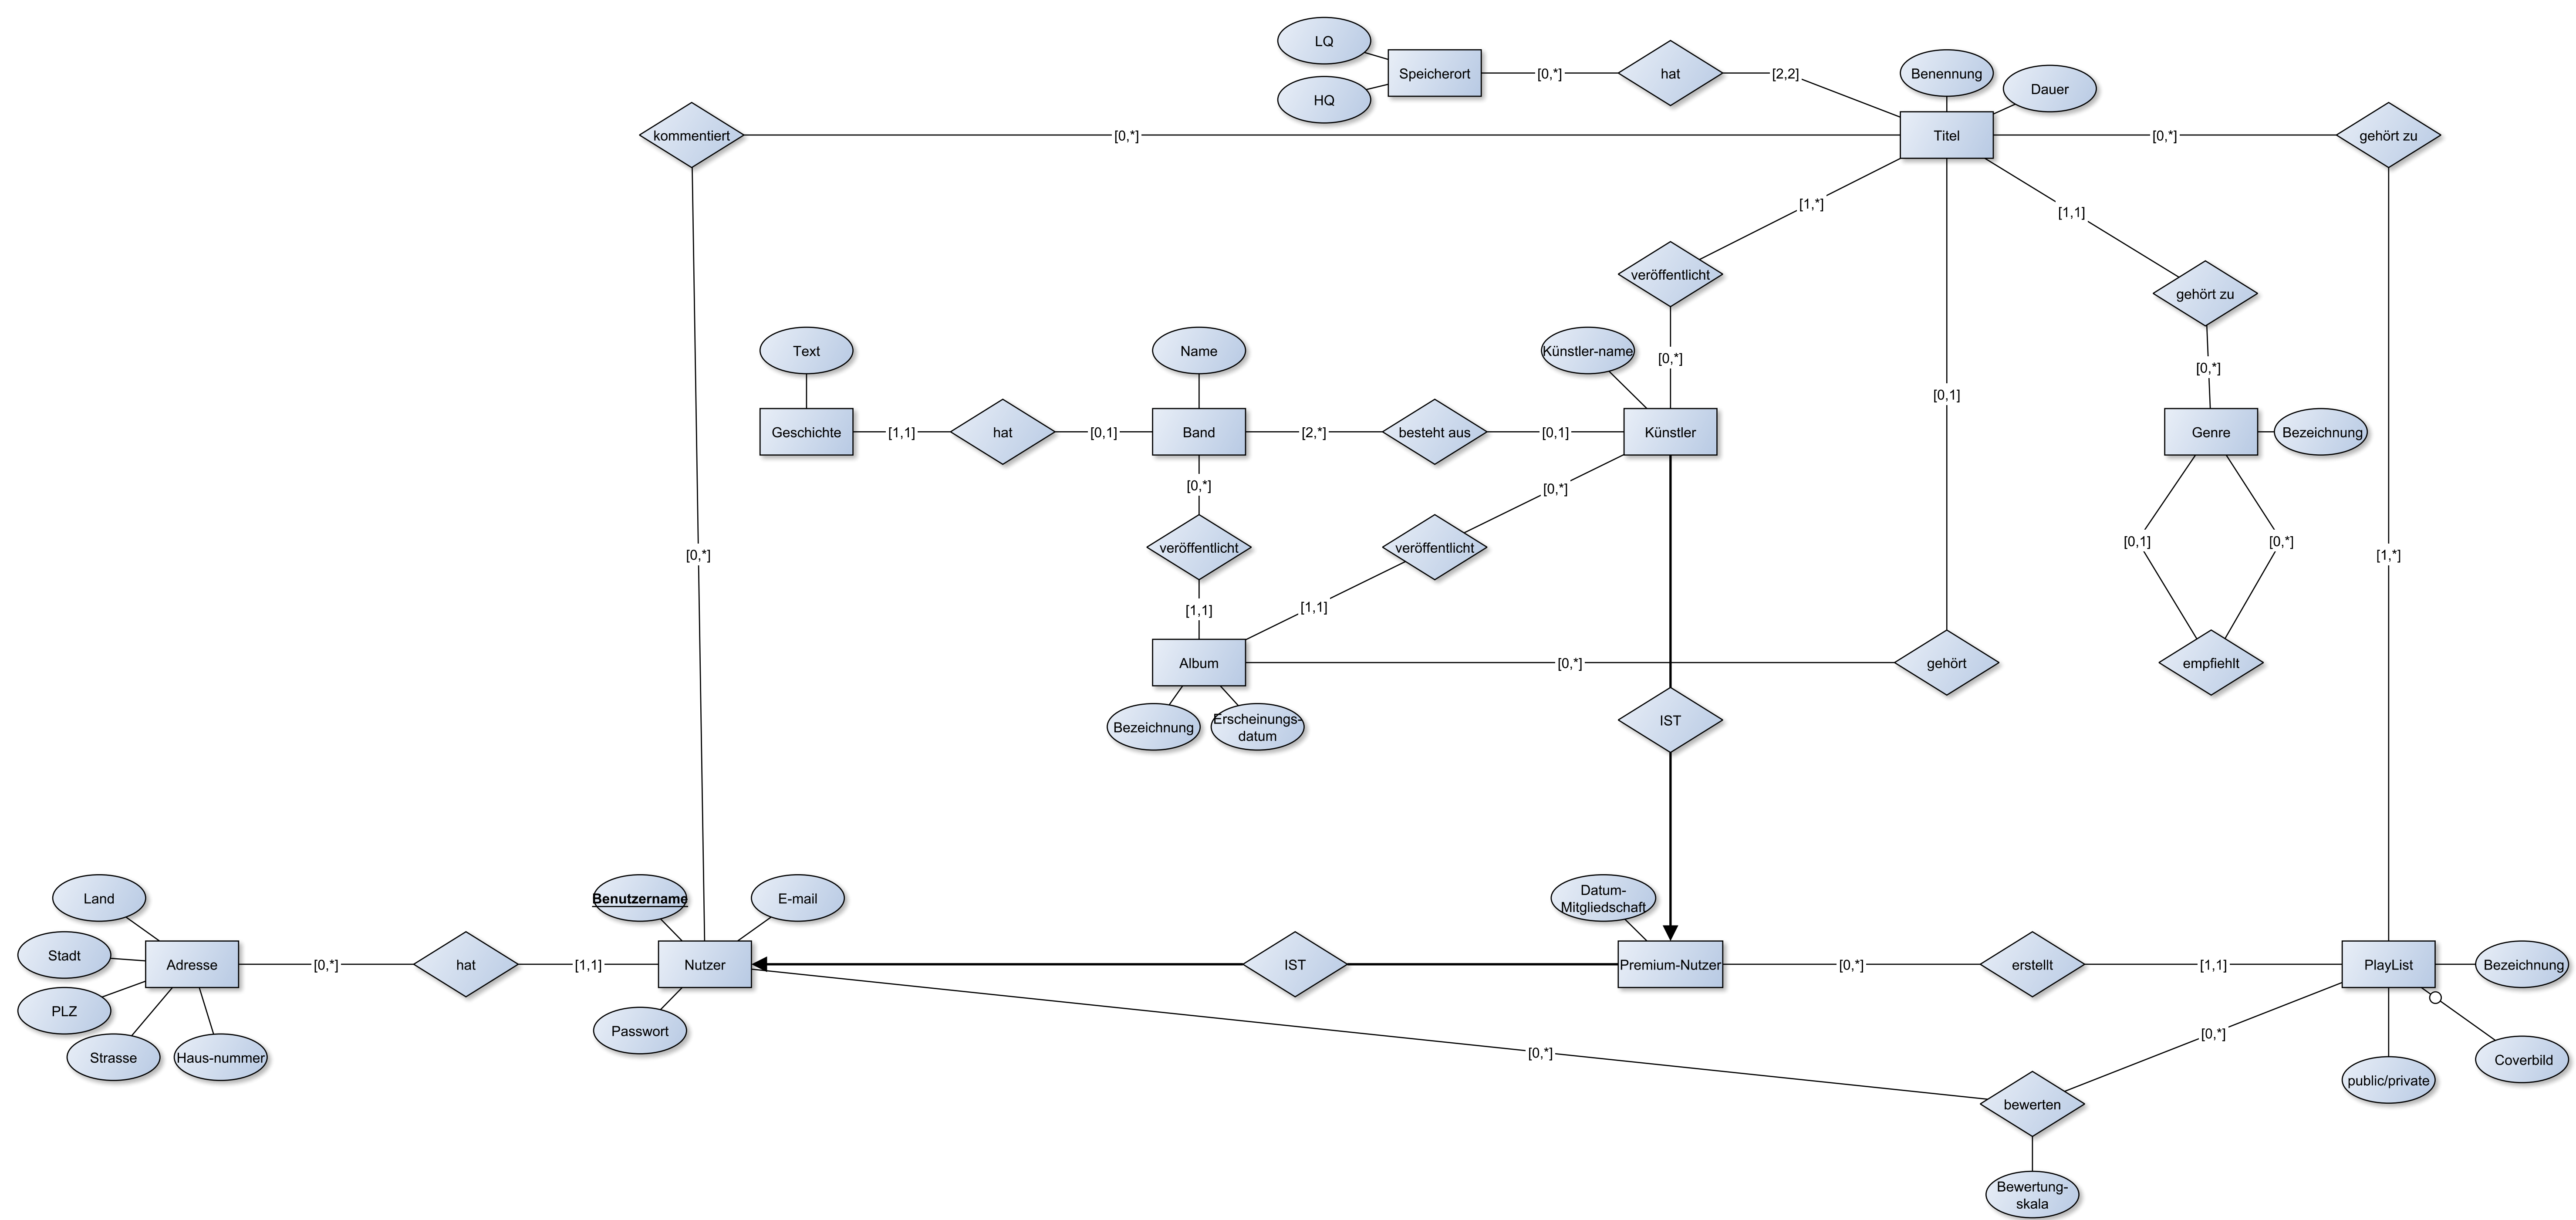 LQ
Speicherort
[0,*]
hat
[2,2]
Benennung
Dauer
HQ
kommentiert
[0,*]
Titel
[0,*]
gehört zu
[1,*]
[1,1]
veröffentlicht
gehört zu
Text
Name
Künstler-name
[0,*]
[0,*]
[0,1]
Geschichte
[1,1]
hat
[0,1]
Band
[2,*]
besteht aus
[0,1]
Künstler
Genre
Bezeichnung
[0,*]
[0,*]
veröffentlicht
veröffentlicht
[0,1]
[0,*]
[0,*]
[1,*]
[1,1]
[1,1]
Album
[0,*]
gehört
empfiehlt
Bezeichnung
Erscheinungs-
datum
IST
Land
Benutzername
E-mail
Datum-
Mitgliedschaft
Stadt
Adresse
[0,*]
hat
[1,1]
Nutzer
IST
Premium-Nutzer
[0,*]
erstellt
[1,1]
PlayList
Bezeichnung
PLZ
Passwort
[0,*]
[0,*]
Strasse
Haus-nummer
Coverbild
public/private
bewerten
Bewertung-
skala